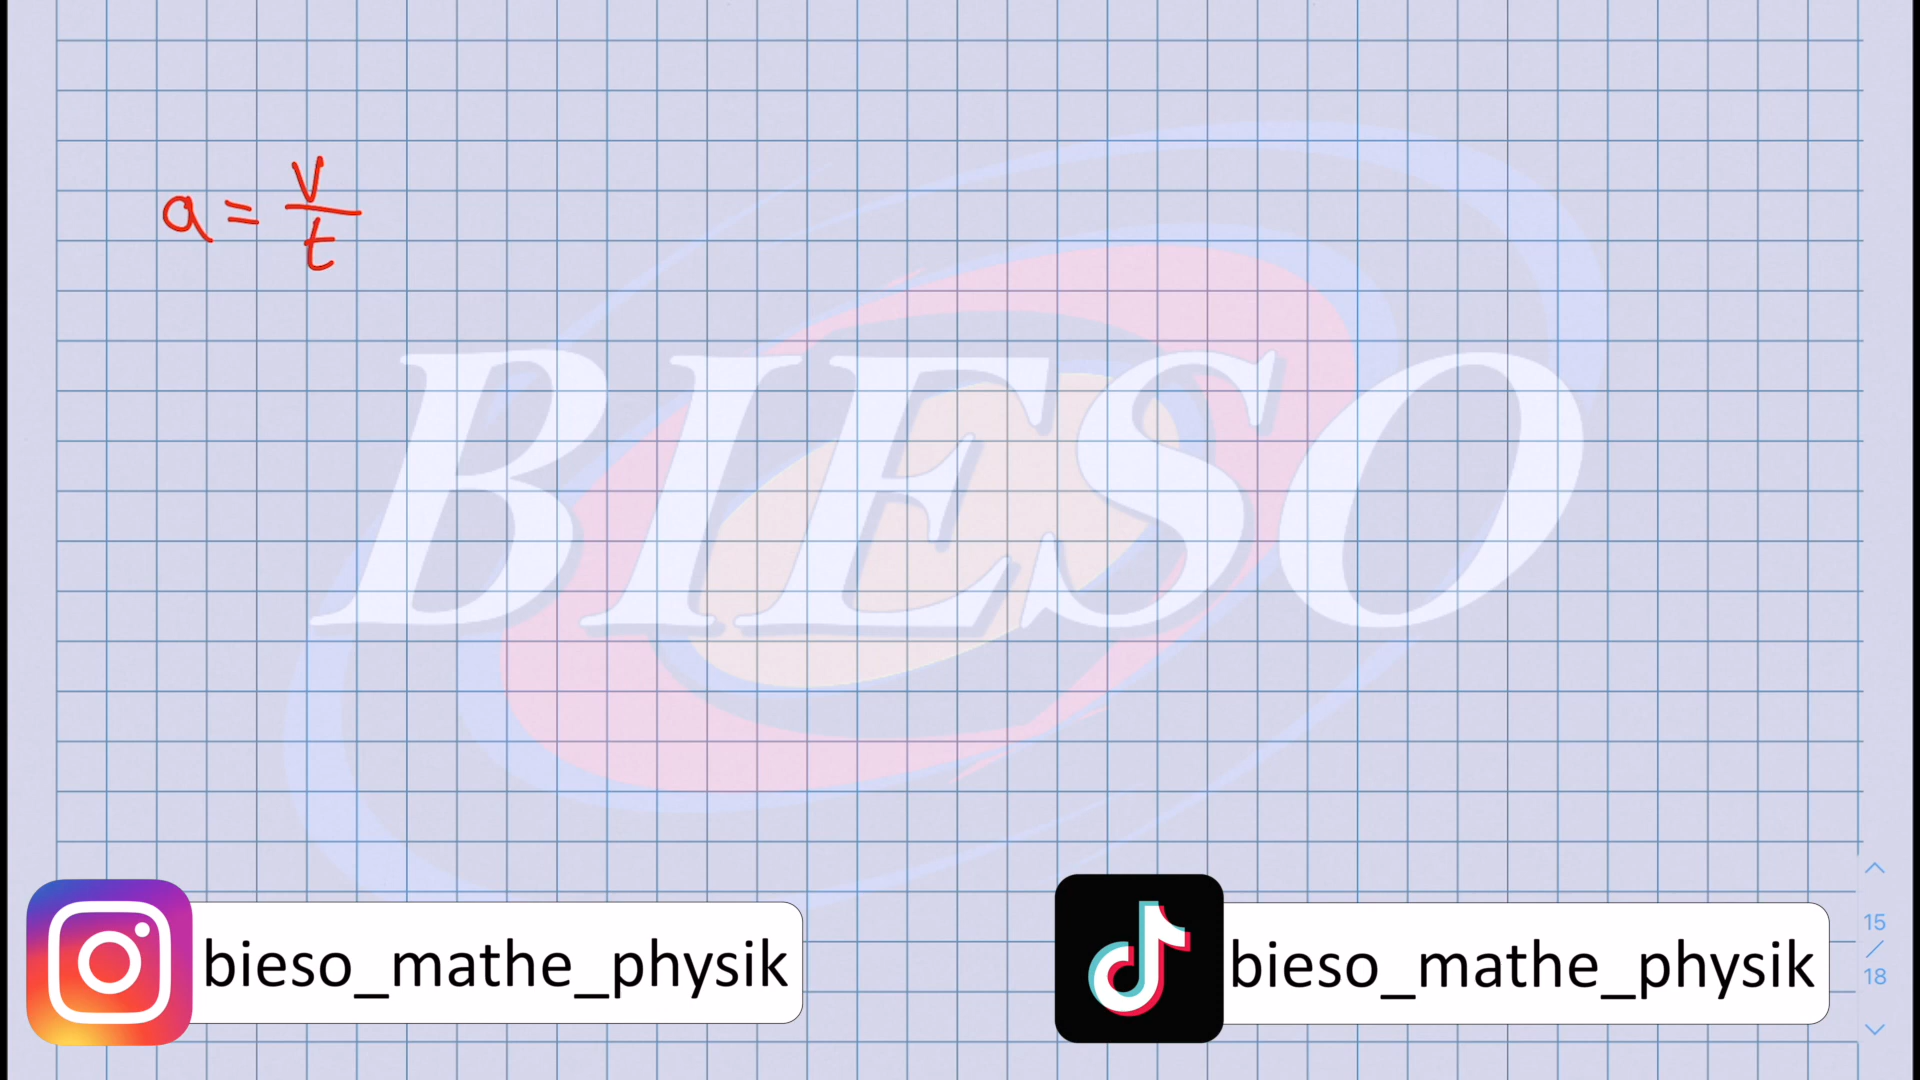 a = v/t
BIESO
bieso_mathe_physik
bieso_mathe_physik
15
/
18